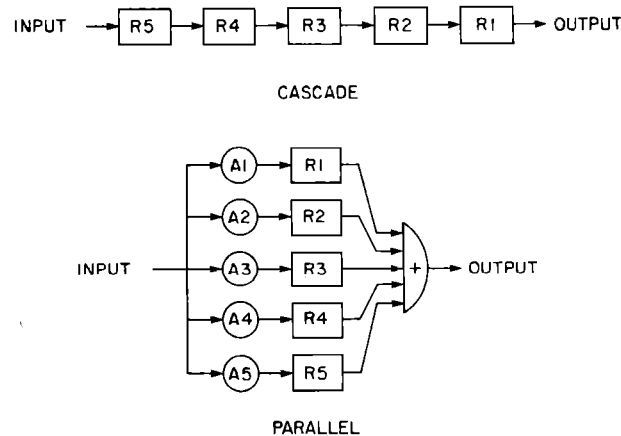 INPUT R5 R4 R3 R2 R1 OUTPUT
CASCADE
A1 R1
A2 R2
INPUT A3 R3 + OUTPUT
A4 R4
A5 R5
PARALLEL